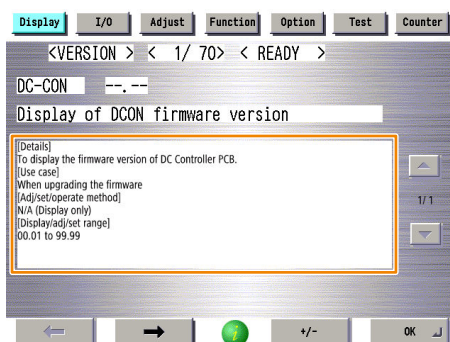 Display I/O Adjust Function Option Test Counter
<VERSION > < 1/ 70> < READY >
DC-CON --.--
Display of DCON firmware version
[Details]
To display the firmware version of DC Controller PCB.
[Use case]
When upgrading the firmware
[Adj/set/operate method]
N/A (Display only)
[Display/adj/set range]
00.01 to 99.99
1/1
+/- OK